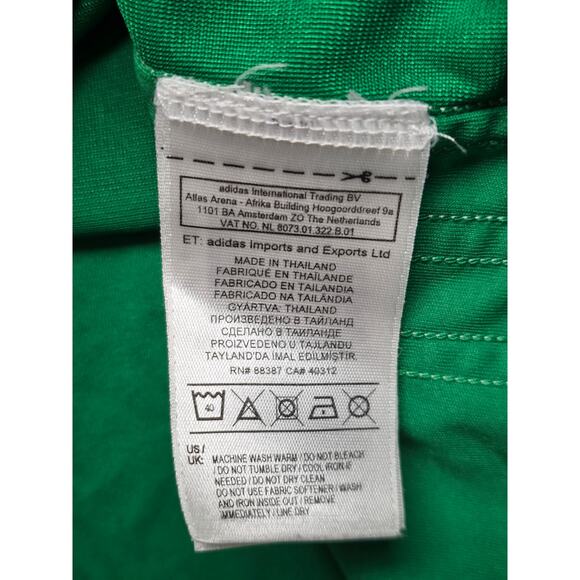 adidas International Trading BV
Atlas Arena - Afrika Building Hoogoorddreef 9a
1101 BA Amsterdam ZO The Netherlands
VAT NO. NL 8073.01.322.B.01
ET: adidas Imports and Exports Ltd
MADE IN THAILAND
FABRIQUÉ EN THAÏLANDE
FABRICADO EN TAILANDIA
FABRICADO NA TAILÂNDIA
GYÁRTVA: THAILAND
ПРОИЗВЕДЕНО В ТАЙЛАНД
СДЕЛАНО В ТАИЛАНДЕ
PROIZVEDENO U TAJLANDU
TAYLAND'DA İMAL EDİLMİŞTİR.
RN# 88387 CA# 40312
40
US/
UK:
MACHINE WASH WARM / DO NOT BLEACH
/ DO NOT TUMBLE DRY / COOL IRON IF
NEEDED / DO NOT DRY CLEAN
DO NOT USE FABRIC SOFTENER / WASH
AND IRON INSIDE OUT / REMOVE
IMMEDIATELY / LINE DRY